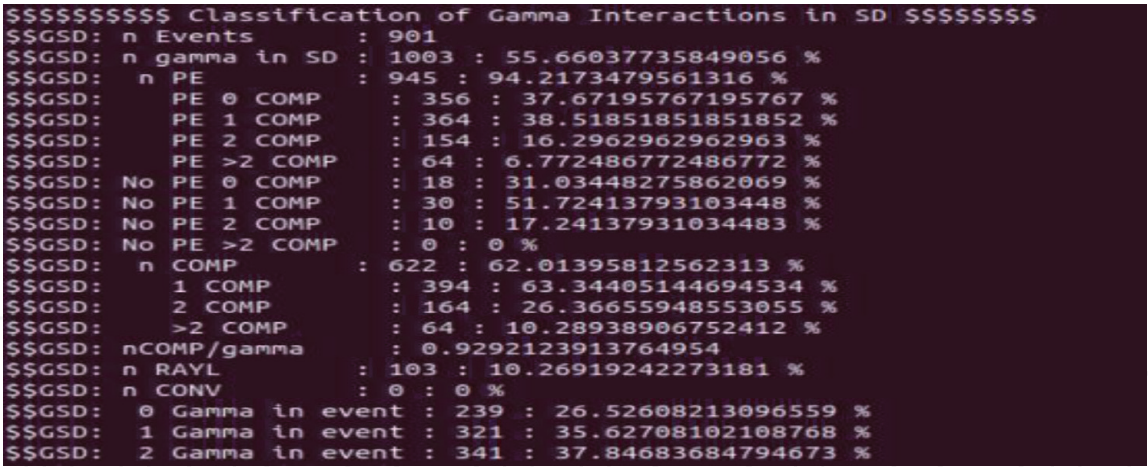 $$$$$$$$$$ Classification of Gamma Interactions in SD $$$$$$$$
$$GSD: n Events : 901
$$GSD: n gamma in SD : 1003 : 55.66037735849056 %
$$GSD: n PE : 945 : 94.2173479561316 %
$$GSD: PE 0 COMP : 356 : 37.67195767195767 %
$$GSD: PE 1 COMP : 364 : 38.51851851851852 %
$$GSD: PE 2 COMP : 154 : 16.29629629629963 %
$$GSD: PE >2 COMP : 64 : 6.772486772486772 %
$$GSD: No PE 0 COMP : 18 : 31.03448275862069 %
$$GSD: No PE 1 COMP : 30 : 51.72413793103448 %
$$GSD: No PE 2 COMP : 10 : 17.24137931034483 %
$$GSD: No PE >2 COMP : 0 : 0 %
$$GSD: n COMP : 622 : 62.01395812562313 %
$$GSD: 1 COMP : 394 : 63.34405144694534 %
$$GSD: 2 COMP : 164 : 26.36655948553055 %
$$GSD: >2 COMP : 64 : 10.28938906752412 %
$$GSD: nCOMP/gamma : 0.9292123913764954
$$GSD: n RAYL : 103 : 10.26919242273181 %
$$GSD: n CONV : 0 : 0 %
$$GSD: 0 Gamma in event : 239 : 26.52608213096559 %
$$GSD: 1 Gamma in event : 321 : 35.62708102108768 %
$$GSD: 2 Gamma in event : 341 : 37.84683684794673 %